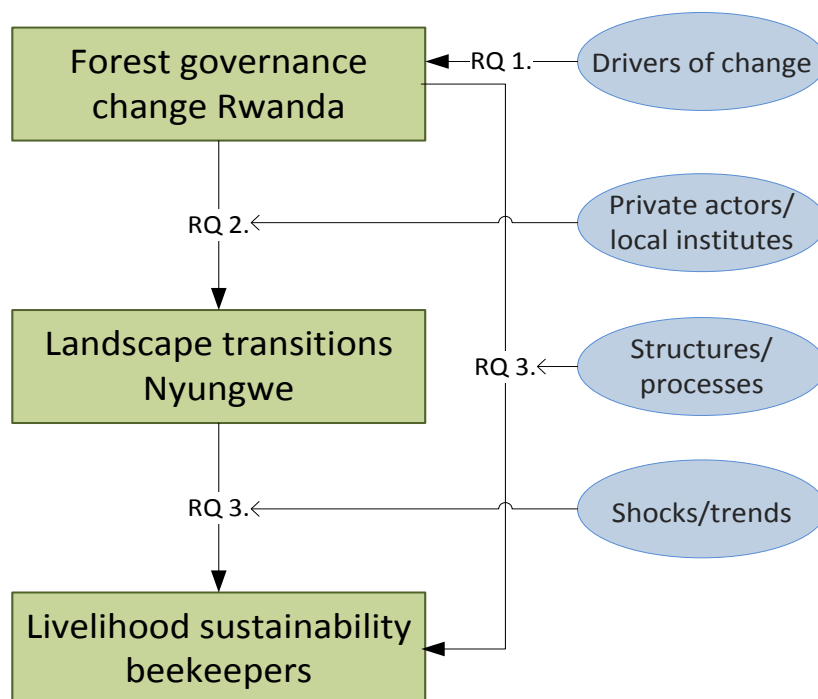 Forest governance
change Rwanda
RQ 1.
Drivers of change
RQ 2.
Private actors/
local institutes
Landscape transitions
Nyungwe
RQ 3.
Structures/
processes
RQ 3.
Shocks/trends
Livelihood sustainability
beekeepers